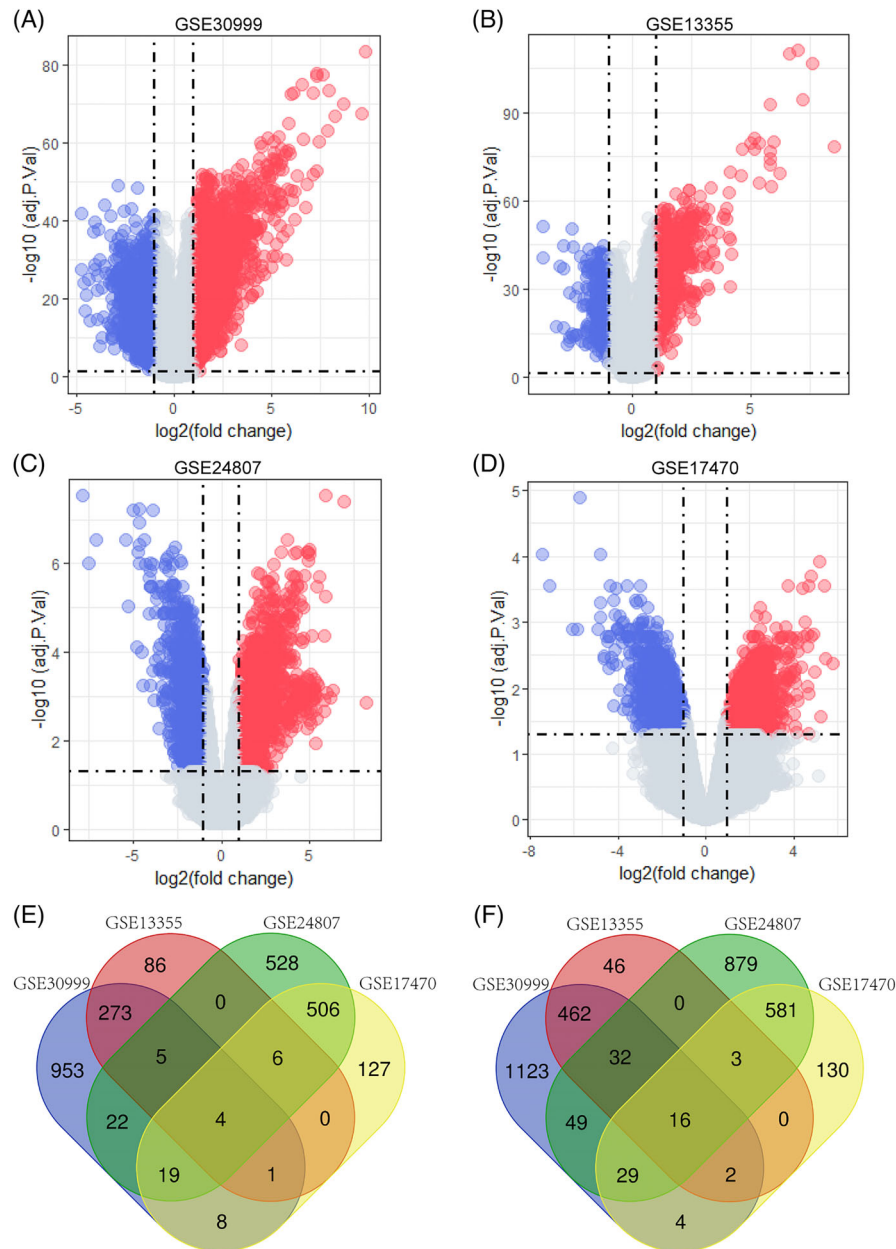 (A)
GSE30999
80
60
40
20
0
-log10 (adj.P.Val)
-5
0
5
10
log2(fold change)
(B)
GSE13355
90
60
30
0
-log10 (adj.P.Val)
0
5
log2(fold change)
(C)
GSE24807
6
4
2
0
-log10 (adj.P.Val)
-5
0
5
log2(fold change)
(D)
GSE17470
5
4
3
2
1
0
-log10 (adj.P.Val)
-8
-4
0
4
log2(fold change)
(E)
GSE13355
GSE24807
GSE30999
GSE17470
86
528
273
0
506
953
5
6
127
22
4
0
19
1
8
(F)
GSE13355
GSE24807
GSE30999
GSE17470
46
879
462
0
581
1123
32
3
130
49
16
0
29
2
4